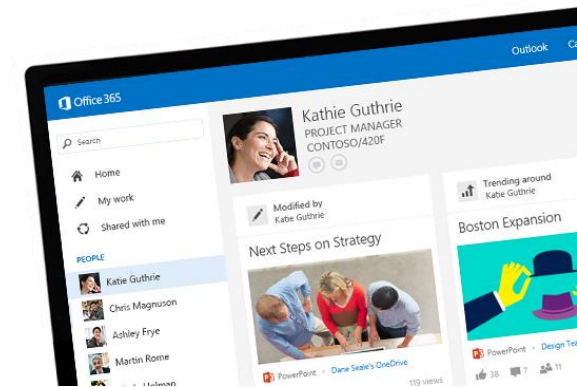 Office 365
Outlook
Search
Home
My work
Shared with me
PEOPLE
Katie Guthrie
Chris Magnuson
Ashley Frye
Martin Rome
Kathie Guthrie
PROJECT MANAGER
CONTOSO/420F
Modified by
Katie Guthrie
Next Steps on Strategy
PowerPoint • Dane Seale's OneDrive
119 views
Trending around
Katie Guthrie
Boston Expansion
PowerPoint • Design
38 7 11